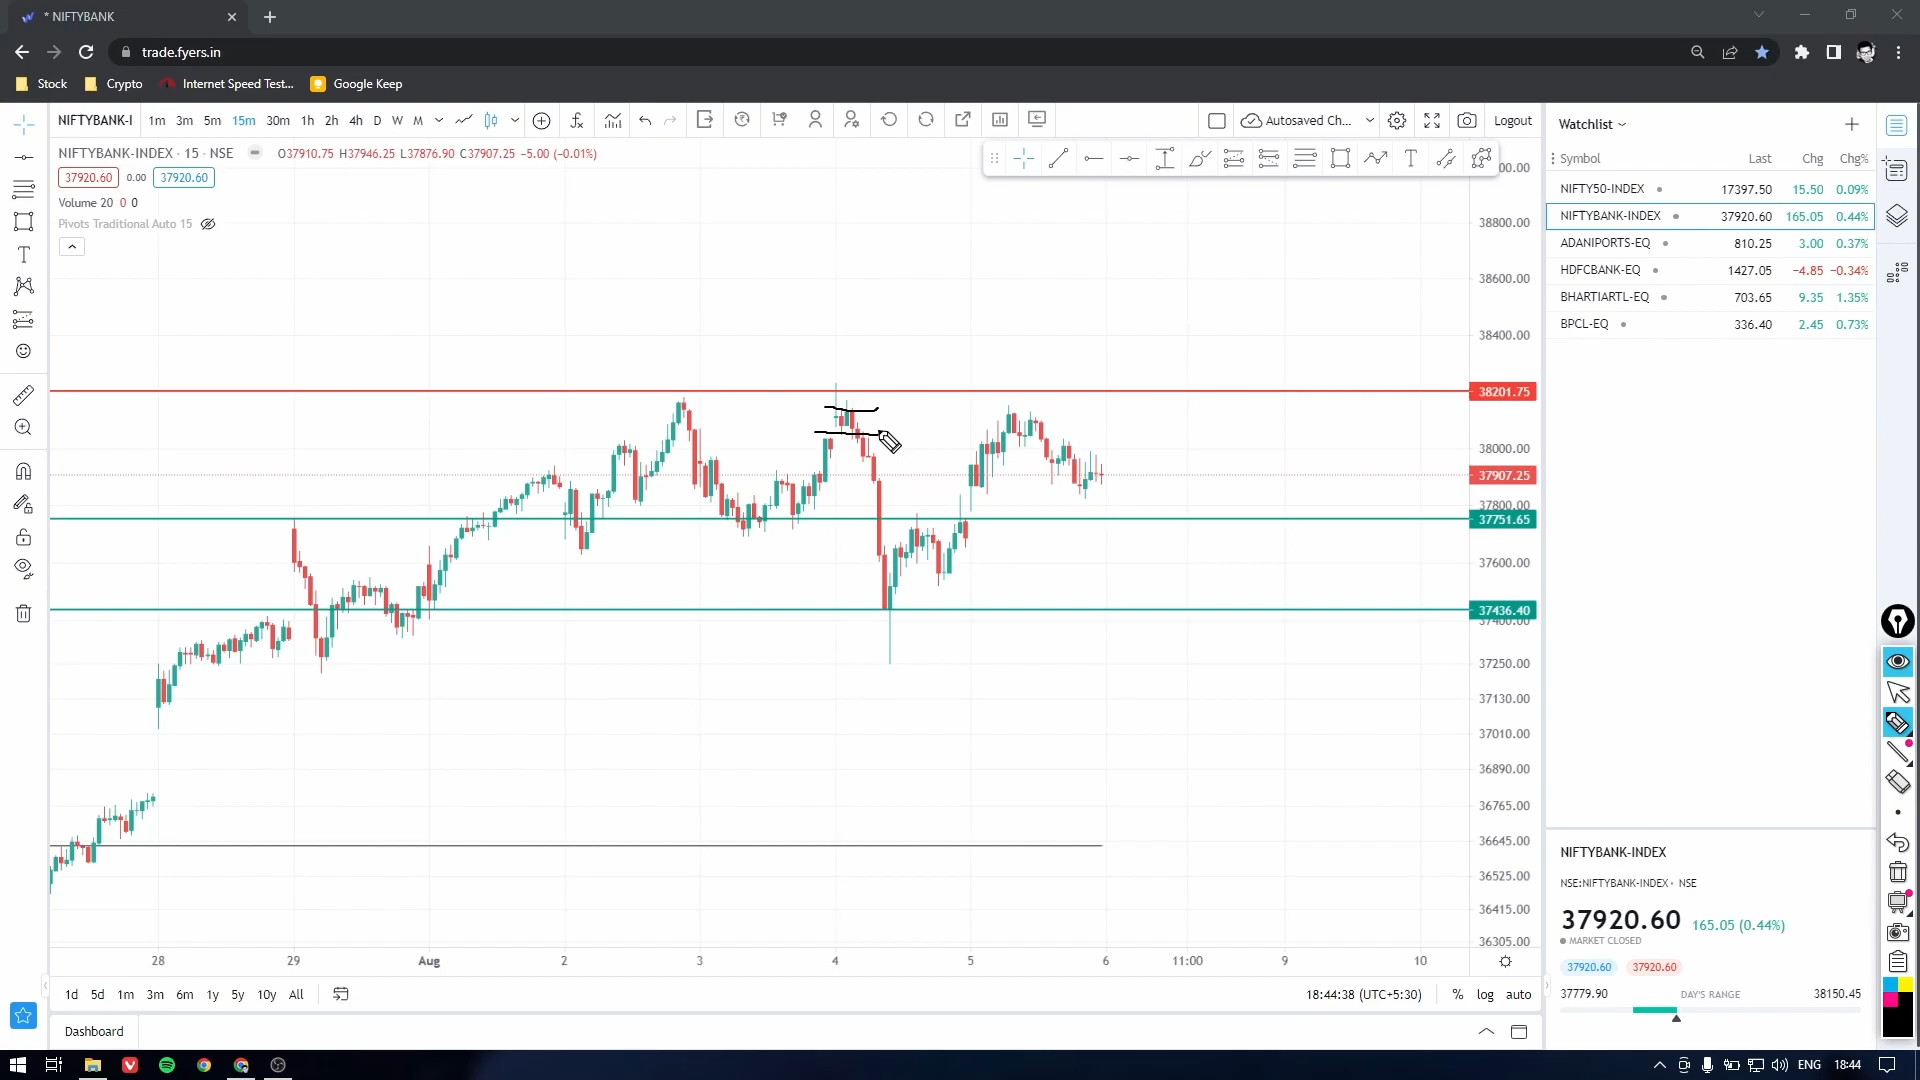 * NIFTYBANK
trade.fyers.in
Stock Crypto Internet Speed Test... Google Keep
NIFTYBANK-I 1m 3m 5m 15m 30m 1h 2h 4h D W M Autosaved Ch... Logout
NIFTYBANK-INDEX · 15 · NSE O37910.75 H37946.25 L37876.90 C37907.25 −5.00 (−0.01%)
37920.60 0.00 37920.60
Volume 20 0 0
Pivots Traditional Auto 15
00.00
38800.00
38600.00
38400.00
38201.75
38000.00
37907.25
37800.00
37751.65
37600.00
37436.40
37400.00
37250.00
37130.00
37010.00
36890.00
36765.00
36645.00
36525.00
36415.00
36305.00
28 29 Aug 2 3 4 5 6 11:00 9 10
1d 5d 1m 3m 6m 1y 5y 10y All 18:44:38 (UTC+5:30) % log auto
Dashboard
Watchlist
Symbol Last Chg Chg%
NIFTY50-INDEX 17397.50 15.50 0.09%
NIFTYBANK-INDEX 37920.60 165.05 0.44%
ADANIPORTS-EQ 810.25 3.00 0.37%
HDFCBANK-EQ 1427.05 −4.85 −0.34%
BHARTIARTL-EQ 703.65 9.35 1.35%
BPCL-EQ 336.40 2.45 0.73%
NIFTYBANK-INDEX
NSE:NIFTYBANK-INDEX · NSE
37920.60 165.05 (0.44%)
MARKET CLOSED
37920.60 37920.60
37779.90 DAY'S RANGE 38150.45
ENG 18:44